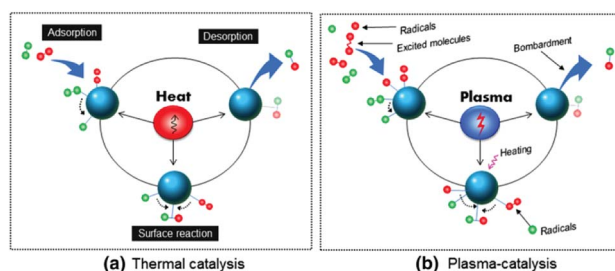 Adsorption
Desorption
Heat
Surface reaction
(a) Thermal catalysis
Radicals
Excited molecules
Bombardment
Plasma
Heating
Radicals
(b) Plasma-catalysis